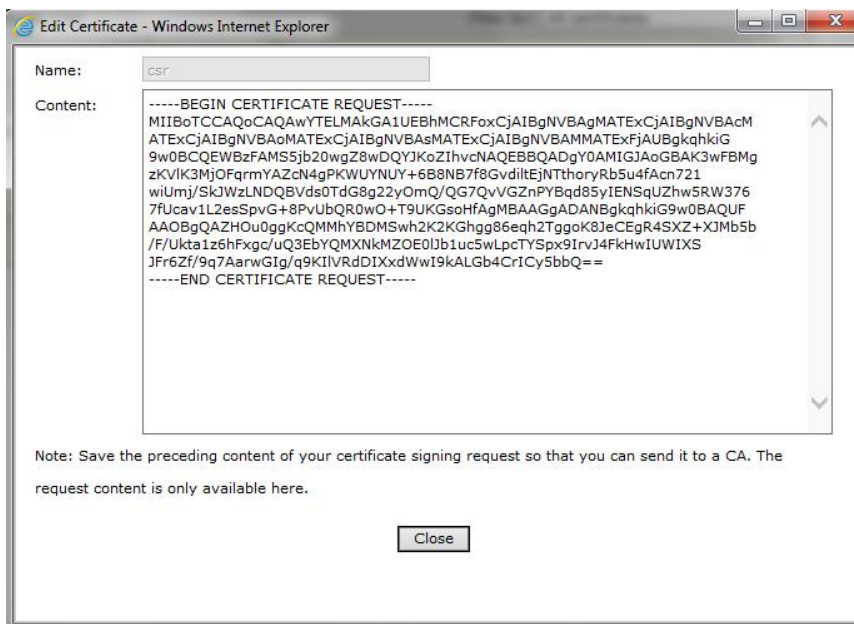 Edit Certificate - Windows Internet Explorer
Name:
csr
Content:
-----BEGIN CERTIFICATE REQUEST-----
MIIBoTCCAQoCAQAwYTELMAkGA1UEBhMCRFoxCjAIBgNVBAgMATExCjAIBgNVBAcM
ATExCjAIBgNVBAoMATExCjAIBgNVBAsMATExCjAIBgNVBAMMATExFjAUBgkqhkiG
9w0BCQEWBzFAMS5jb20wgZ8wDQYJKoZIhvcNAQEBBQADgY0AMIGJAoGBAK3wFBMg
zKVlK3MjOFqrmYAZcN4gPKWUYNUY+6B8NB7f8GvdiltEjNTthoryRb5u4fAcn721
wiUmj/SkJWzLNDQBVds0TdG8g22yOmQ/QG7QvVGZnPYBqd85yIENSqUZhw5RW376
7fUcav1L2esSpvG+8PvUbQR0wO+T9UKGsoHfAgMBAAGgADANBgkqhkiG9w0BAQUF
AAOBgQAZHOu0ggKcQMMhYBDMSwh2K2KGhgg86eqh2TggoK8JeCEgR4SXZ+XJMb5b
/F/Ukta1z6hFxgc/uQ3EbYQMXNkMZOE0lJb1uc5wLpcTYSpx9IrvJ4FkHwIUWIXS
JFr6Zf/9q7AarwGIg/q9KIlVRdDIXxdWwI9kALGb4CrICy5bbQ==
-----END CERTIFICATE REQUEST-----
Note: Save the preceding content of your certificate signing request so that you can send it to a CA. The
request content is only available here.
Close